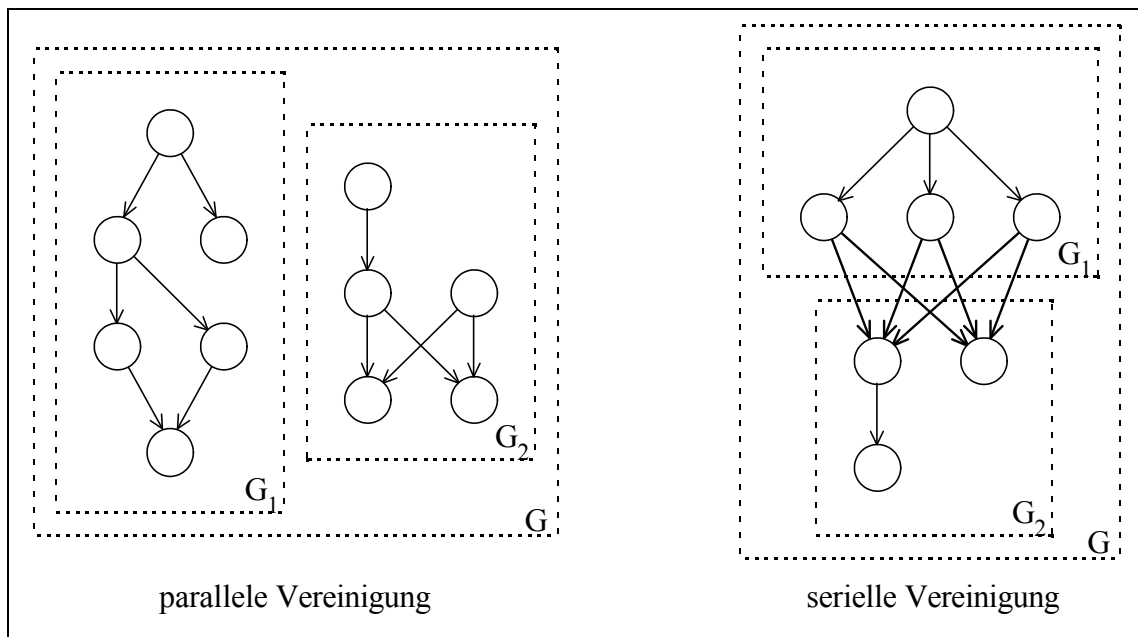 G₁
G₂
G
parallele Vereinigung
G₁
G₂
G
serielle Vereinigung